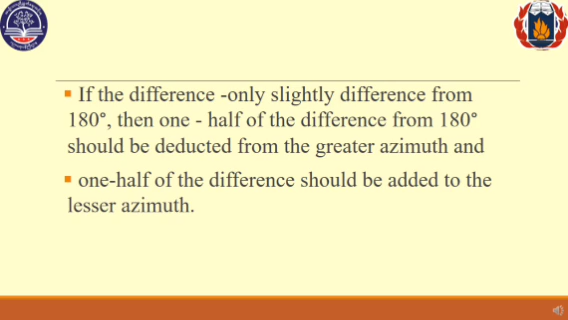 If the difference -only slightly difference from
180°, then one - half of the difference from 180°
should be deducted from the greater azimuth and
one-half of the difference should be added to the
lesser azimuth.